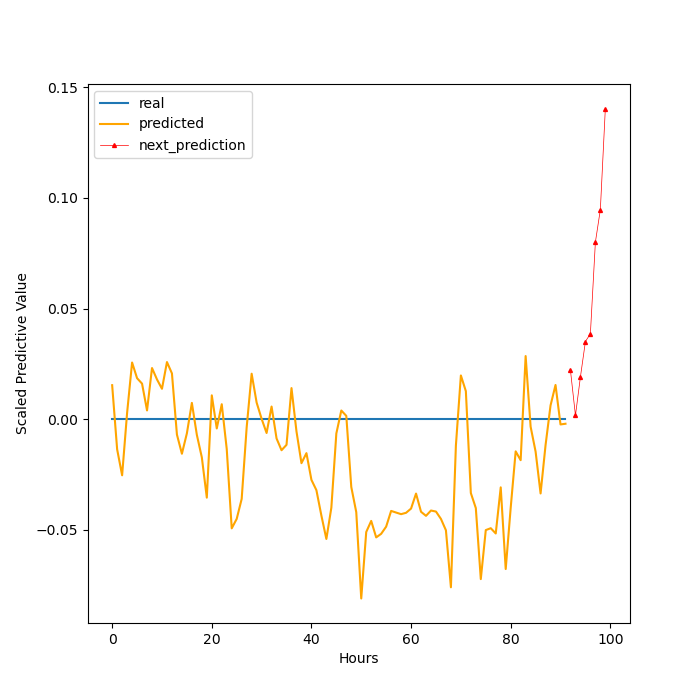 0.15
0.10
0.05
0.00
−0.05
real
predicted
next_prediction
0 20 40 60 80 100
Hours
Scaled Predictive Value